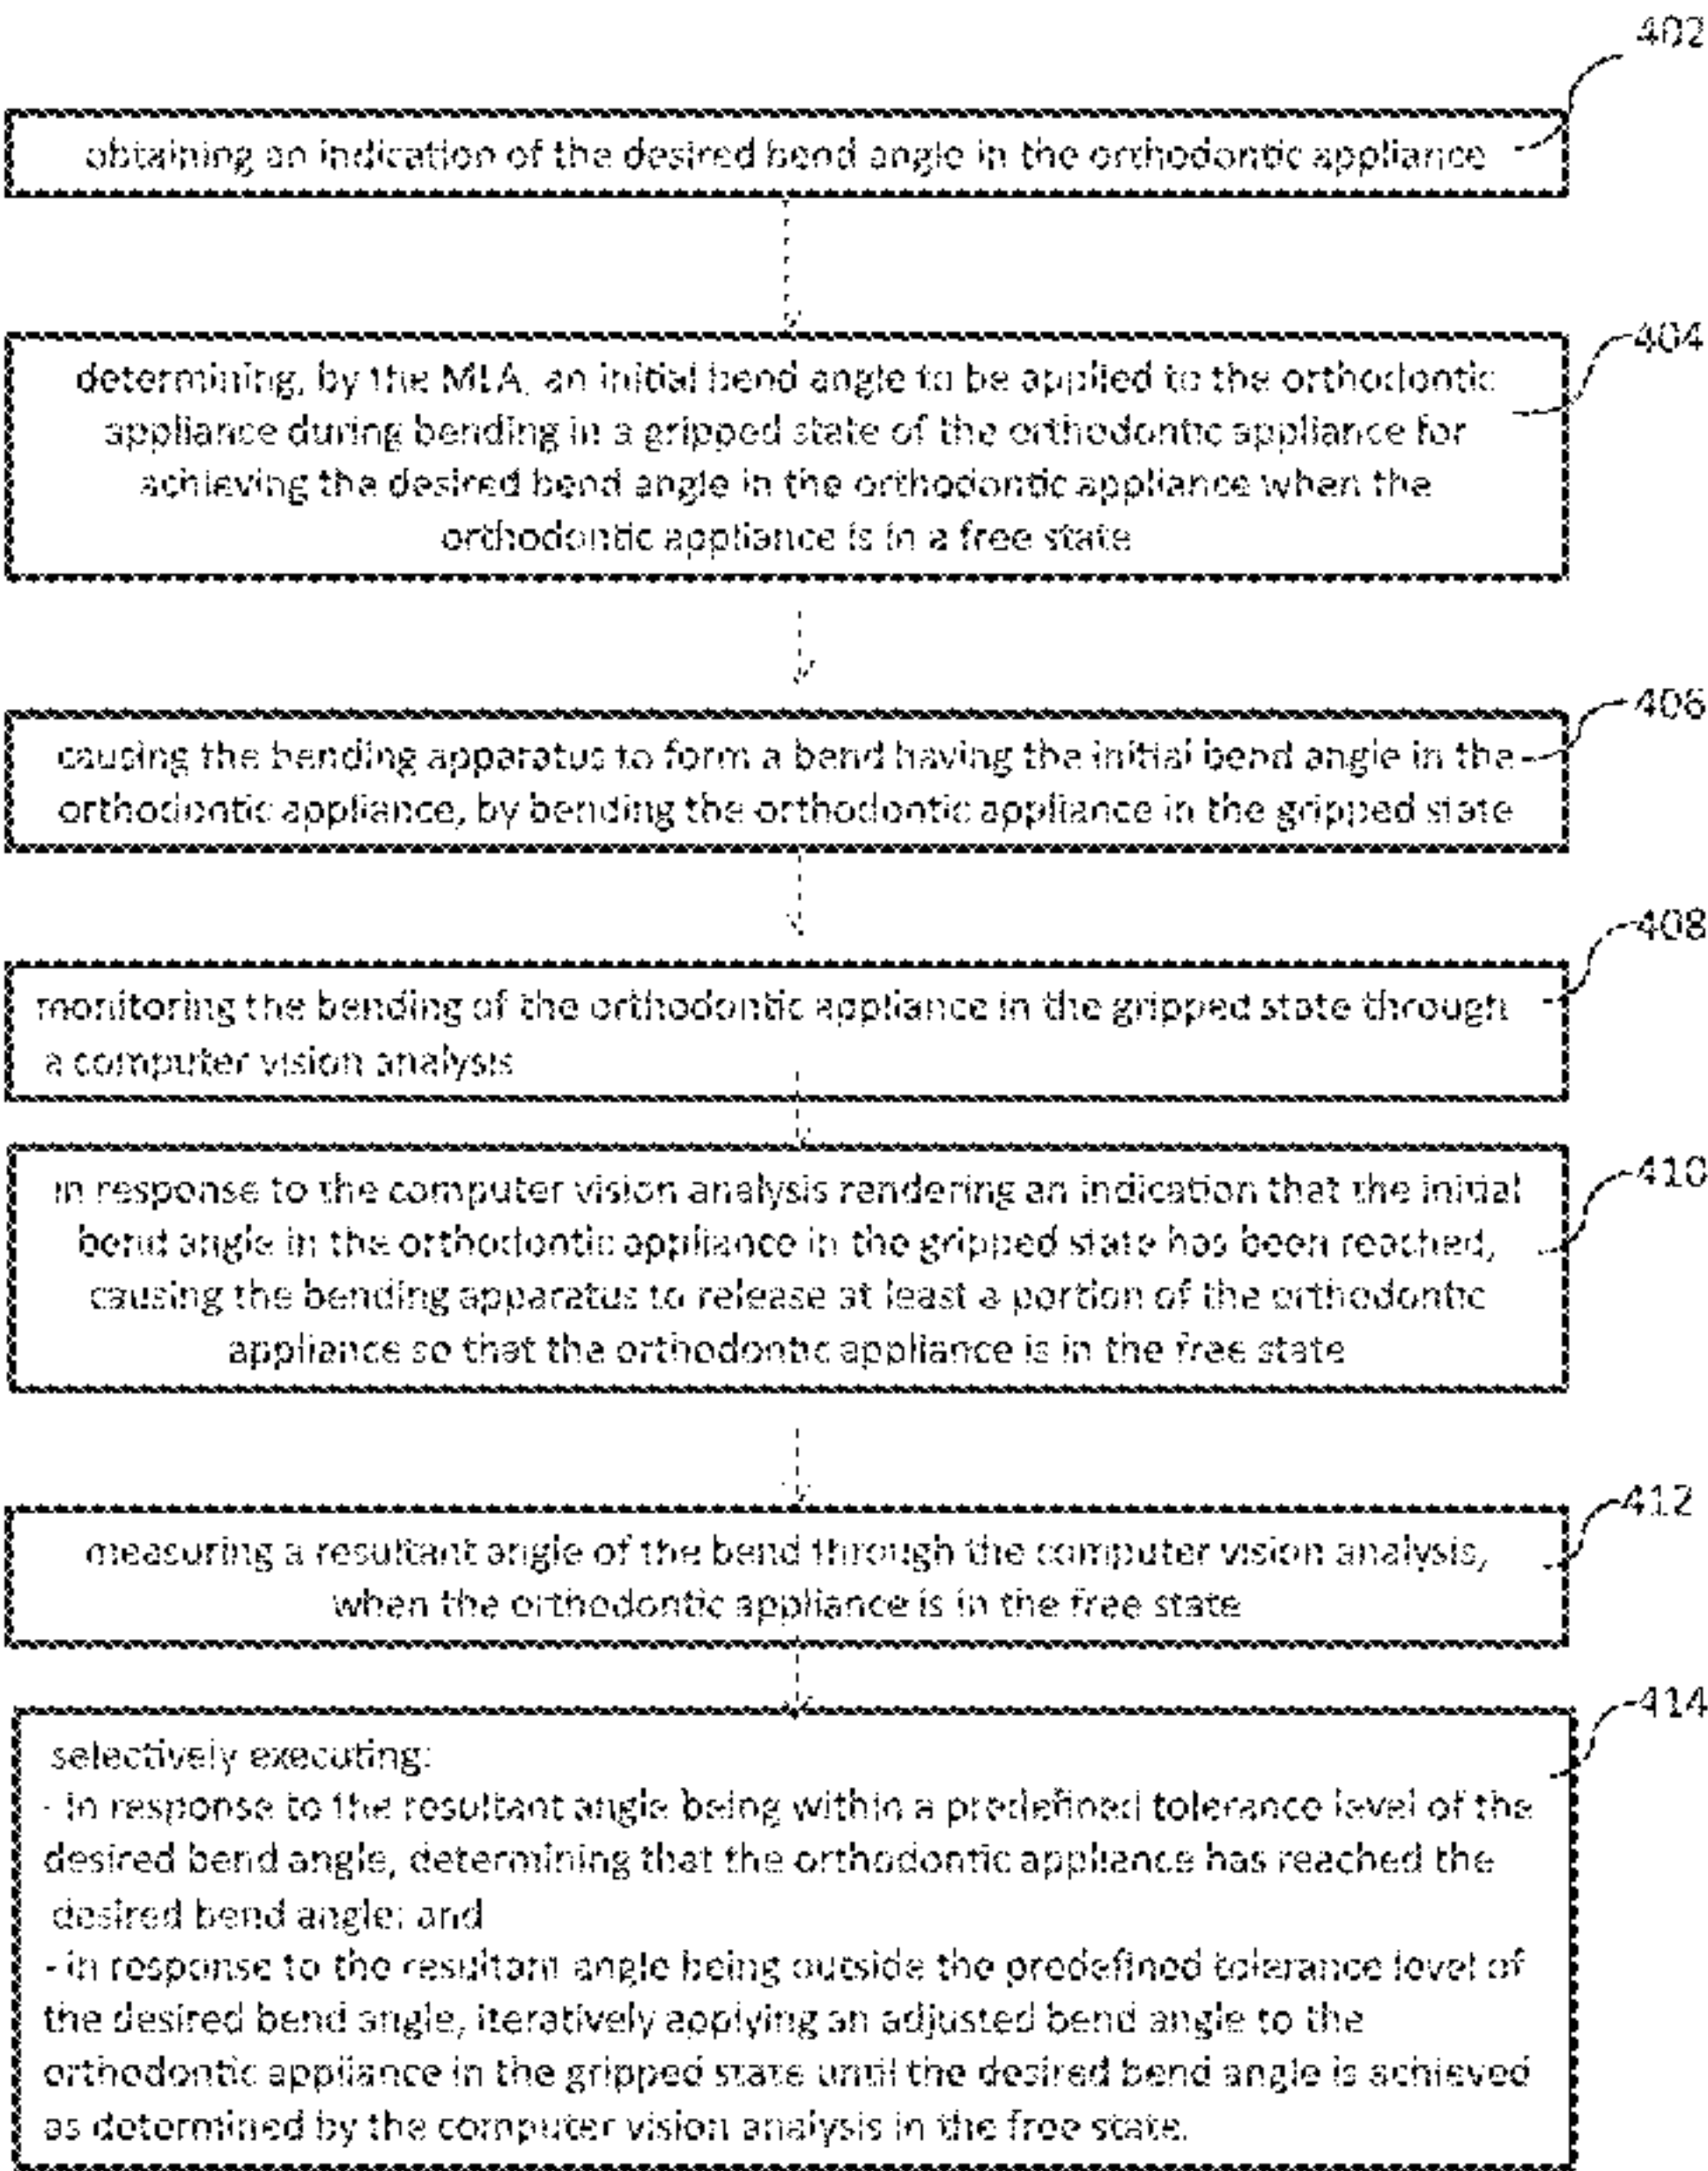 402
obtaining an indication of the desired bend angle in the orthodontic appliance
404
determining, by the MLA, an initial bend angle to be applied to the orthodontic
appliance during bending in a gripped state of the orthodontic appliance for
achieving the desired bend angle in the orthodontic appliance when the
orthodontic appliance is in a free state
406
causing the bending apparatus to form a bend having the initial bend angle in the
orthodontic appliance, by bending the orthodontic appliance in the gripped state
408
monitoring the bending of the orthodontic appliance in the gripped state through
a computer vision analysis
410
in response to the computer vision analysis rendering an indication that the initial
bend angle in the orthodontic appliance in the gripped state has been reached,
causing the bending apparatus to release at least a portion of the orthodontic
appliance so that the orthodontic appliance is in the free state
412
measuring a resultant angle of the bend through the computer vision analysis,
when the orthodontic appliance is in the free state
414
selectively executing:
- in response to the resultant angle being within a predefined tolerance level of the
desired bend angle, determining that the orthodontic appliance has reached the
desired bend angle; and
- in response to the resultant angle being outside the predefined tolerance level of
the desired bend angle, iteratively applying an adjusted bend angle to the
orthodontic appliance in the gripped state until the desired bend angle is achieved
as determined by the computer vision analysis in the free state.